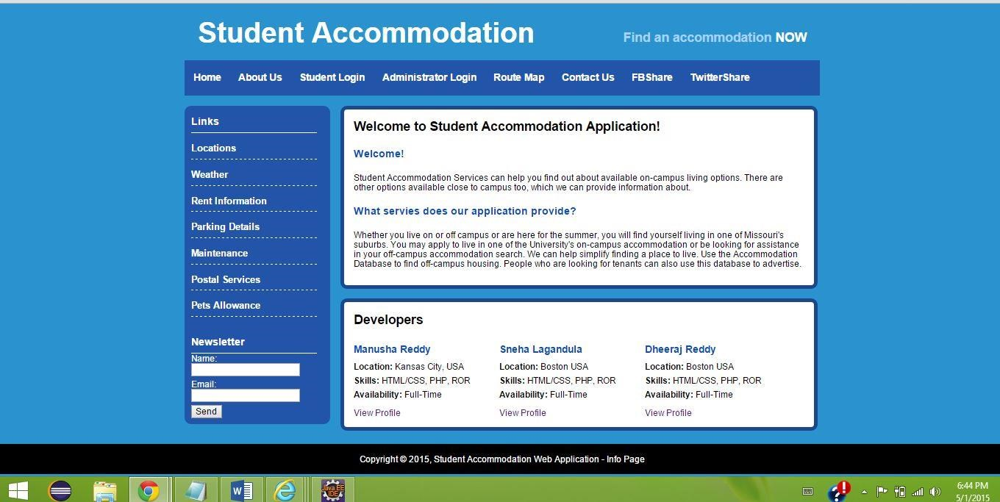 Student Accommodation
Find an accommodation NOW
Home About Us Student Login Administrator Login Route Map Contact Us FBShare TwitterShare
Links
Locations
Weather
Rent Information
Parking Details
Maintenance
Postal Services
Pets Allowance
Newsletter
Name:
Email:
Send
Welcome to Student Accommodation Application!
Welcome!
Student Accommodation Services can help you find out about available on-campus living options. There are
other options available close to campus too, which we can provide information about.
What servies does our application provide?
Whether you live on or off campus or are here for the summer, you will find yourself living in one of Missouri's
suburbs. You may apply to live in one of the University's on-campus accommodation or be looking for assistance
in your off-campus accommodation search. We can help simplify finding a place to live. Use the Accommodation
Database to find off-campus housing. People who are looking for tenants can also use this database to advertise.
Developers
Manusha Reddy
Location: Kansas City, USA
Skills: HTML/CSS, PHP, ROR
Availability: Full-Time
View Profile
Sneha Lagandula
Location: Boston USA
Skills: HTML/CSS, PHP, ROR
Availability: Full-Time
View Profile
Dheeraj Reddy
Location: Boston USA
Skills: HTML/CSS, PHP, ROR
Availability: Full-Time
View Profile
Copyright © 2015, Student Accommodation Web Application - Info Page
Java EE
IDE
6:44 PM
5/1/2015